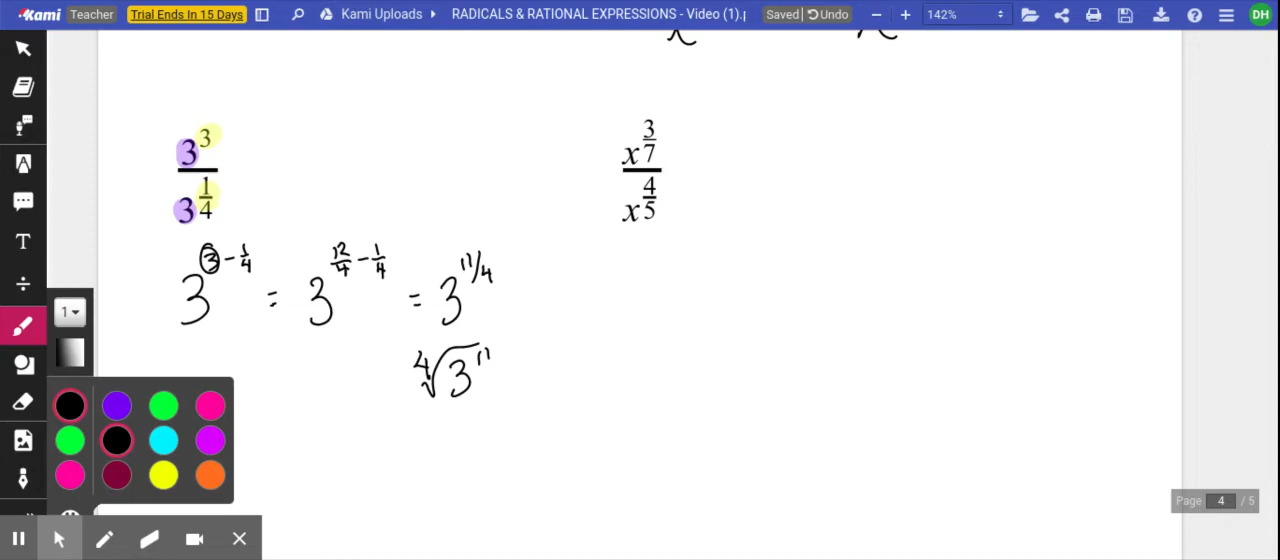 Kami Teacher Trial Ends In 15 Days Kami Uploads RADICALS & RATIONAL EXPRESSIONS - Video (1).p Saved Undo 142% DH
3^3 / 3^(1/4)
x^(3/7) / x^(4/5)
3^(3 - 1/4) = 3^(12/4 - 1/4) = 3^(11/4)
∜(3^11)
1
Page 4 / 5